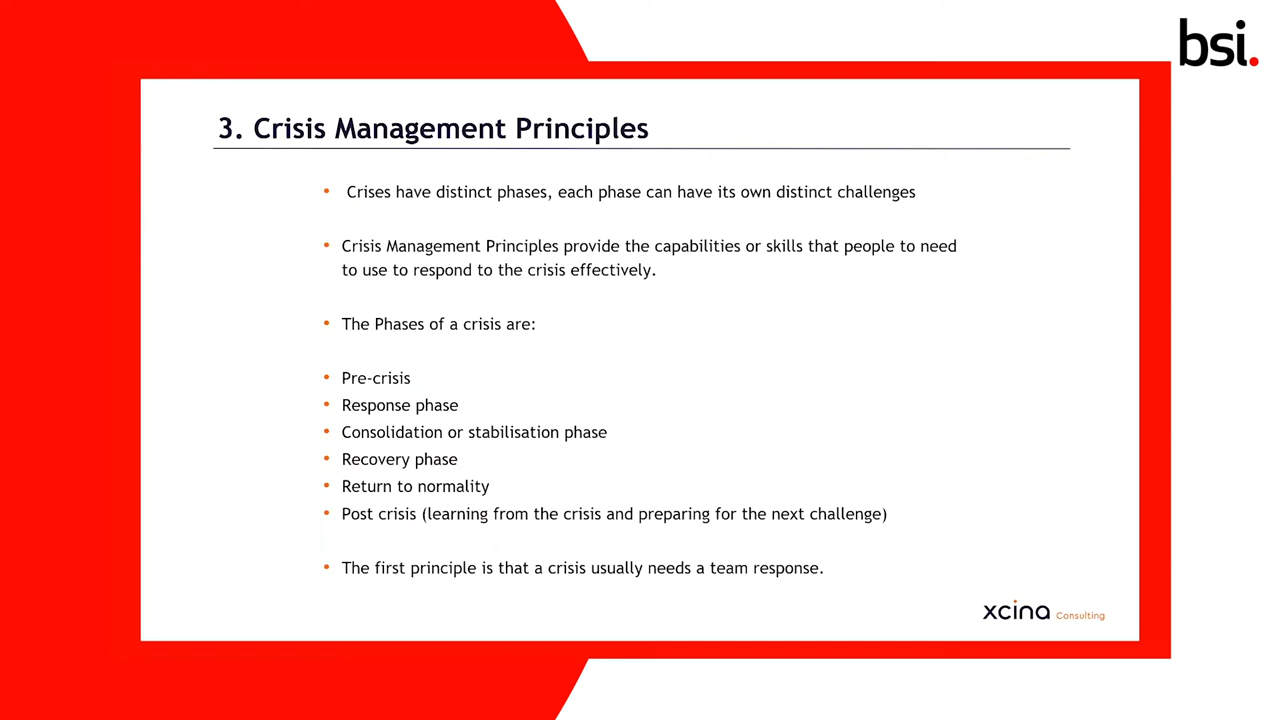 bsi.
3. Crisis Management Principles
• Crises have distinct phases, each phase can have its own distinct challenges
• Crisis Management Principles provide the capabilities or skills that people to need
to use to respond to the crisis effectively.
• The Phases of a crisis are:
• Pre-crisis
• Response phase
• Consolidation or stabilisation phase
• Recovery phase
• Return to normality
• Post crisis (learning from the crisis and preparing for the next challenge)
• The first principle is that a crisis usually needs a team response.
xcina Consulting